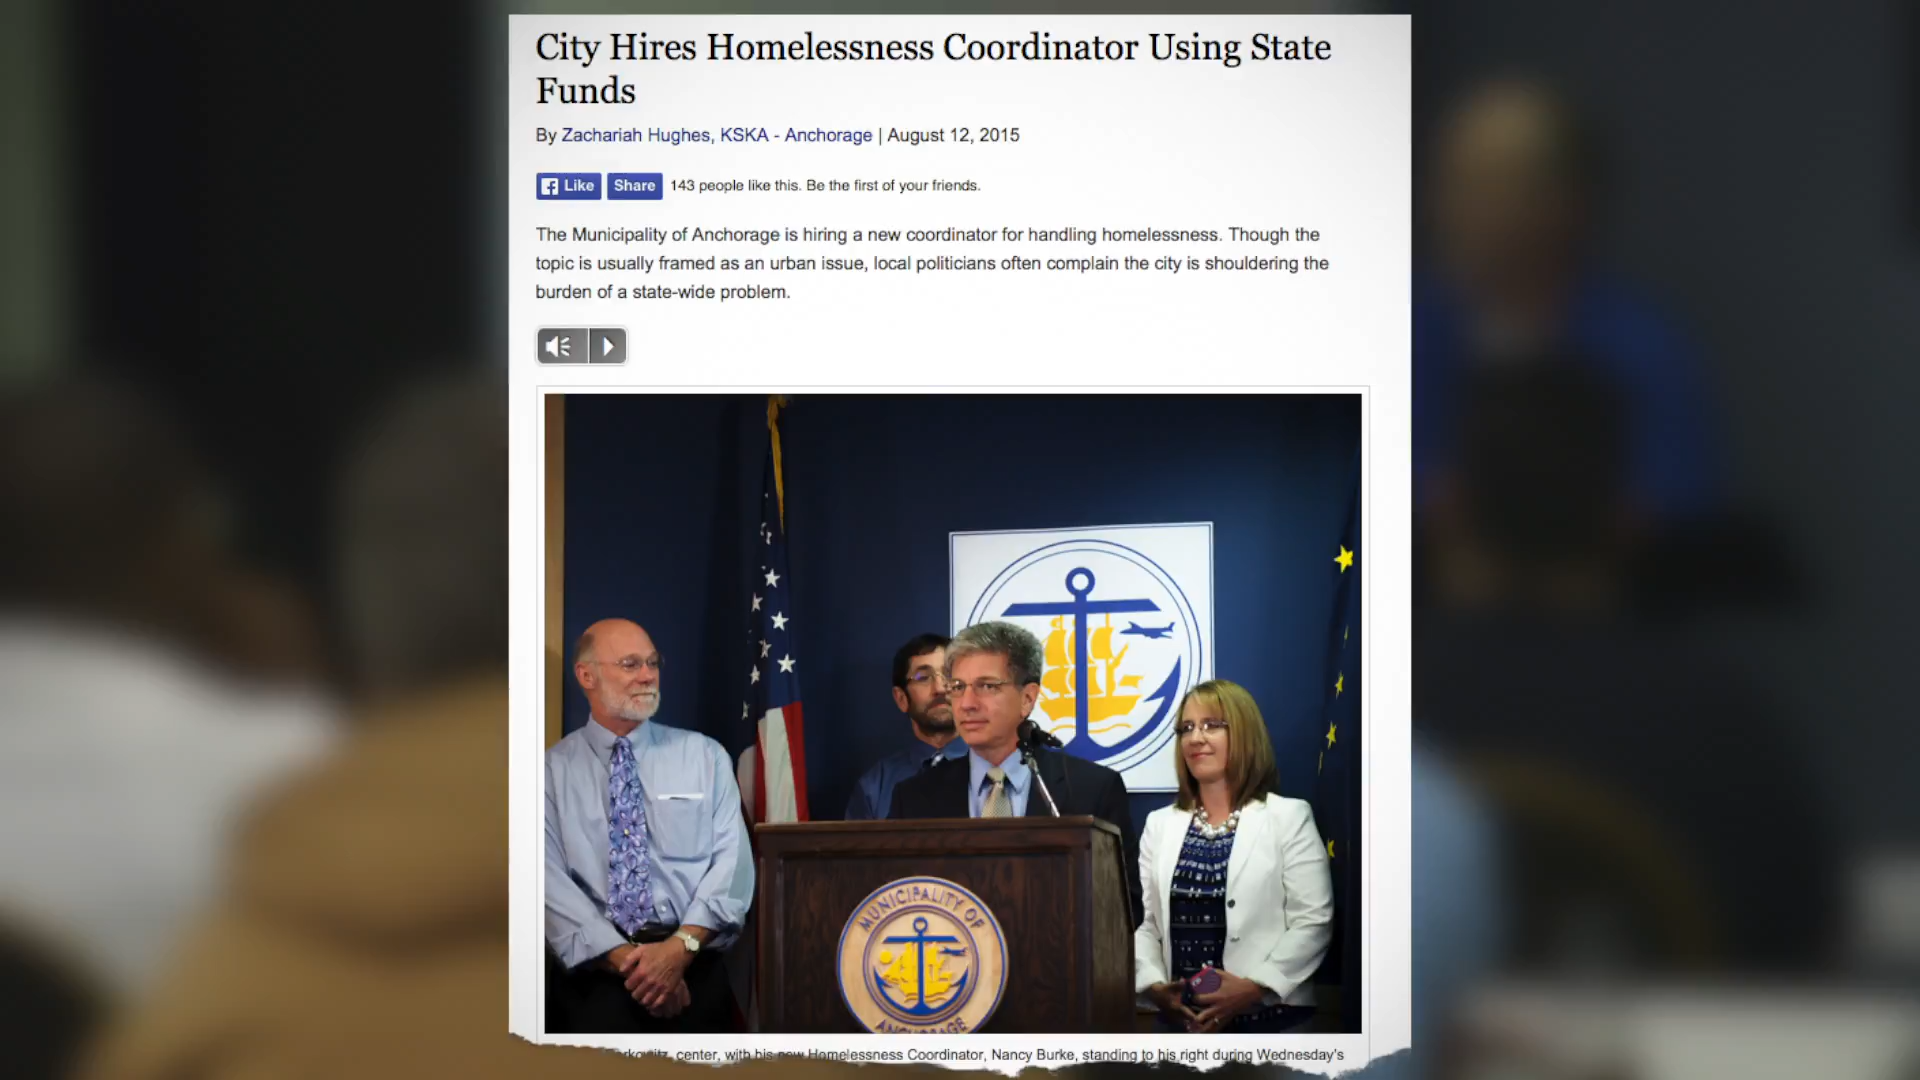 City Hires Homelessness Coordinator Using State
Funds
By Zachariah Hughes, KSKA - Anchorage | August 12, 2015
Like Share 143 people like this. Be the first of your friends.
The Municipality of Anchorage is hiring a new coordinator for handling homelessness. Though the
topic is usually framed as an urban issue, local politicians often complain the city is shouldering the
burden of a state-wide problem.
MUNICIPALITY OF
ANCHORAGE
center, with his new Homelessness Coordinator, Nancy Burke, standing to his right during Wednesday's